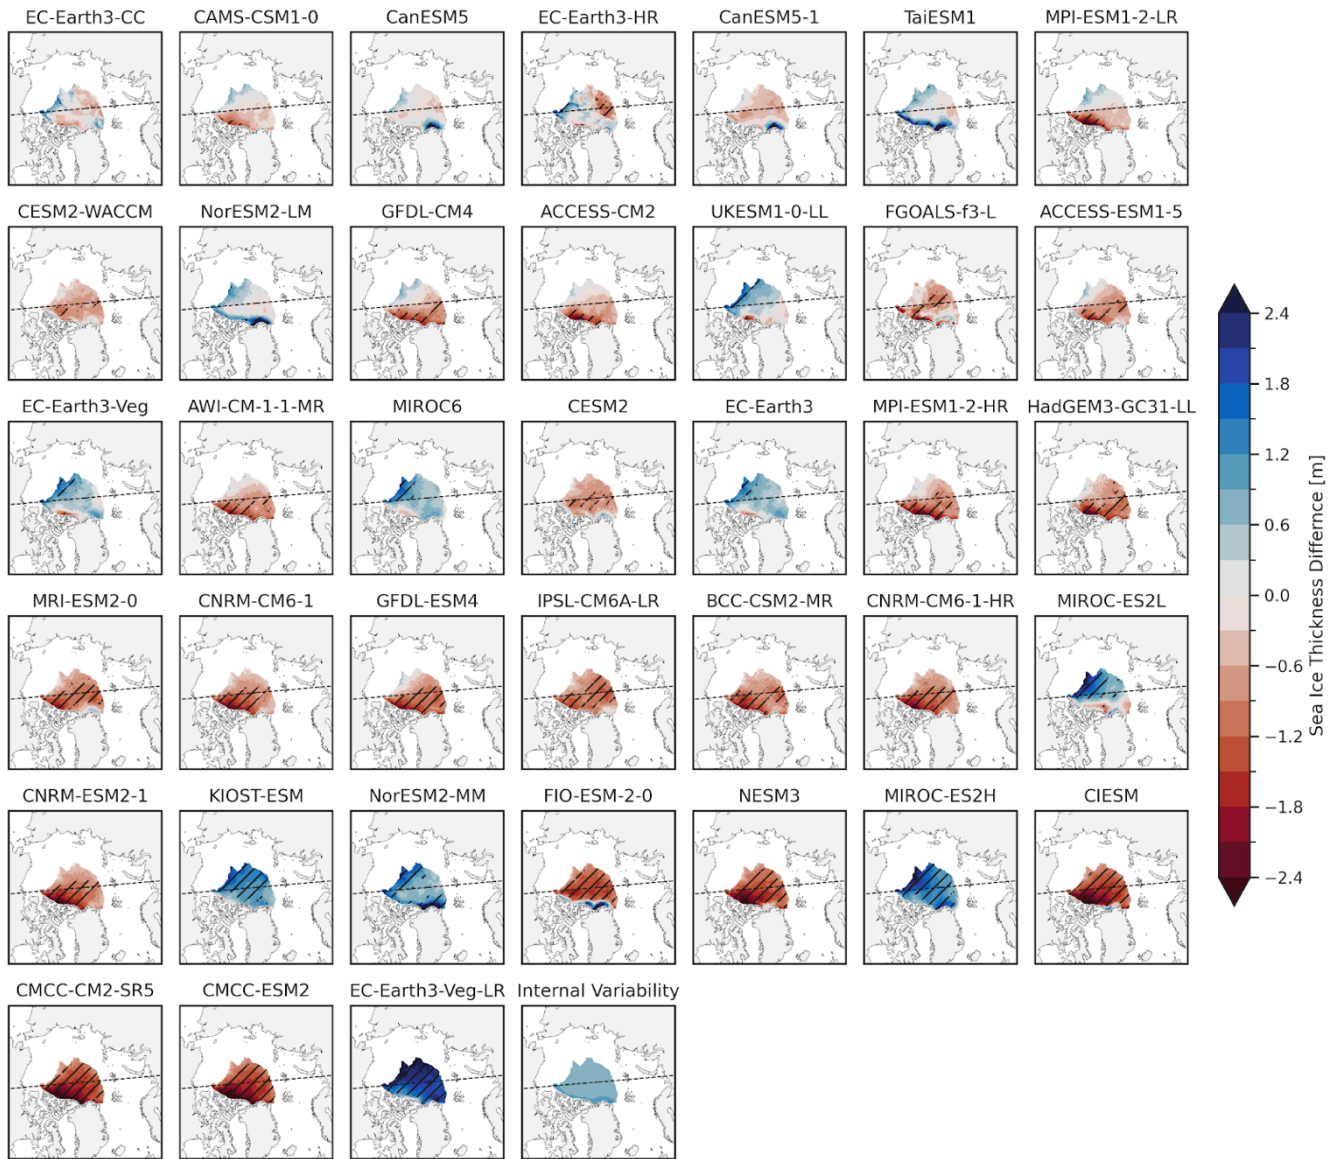 EC-Earth3-CC CAMS-CSM1-0 CanESM5 EC-Earth3-HR CanESM5-1 TaiESM1 MPI-ESM1-2-LR
CESM2-WACCM NorESM2-LM GFDL-CM4 ACCESS-CM2 UKESM1-0-LL FGOALS-f3-L ACCESS-ESM1-5
EC-Earth3-Veg AWI-CM-1-1-MR MIROC6 CESM2 EC-Earth3 MPI-ESM1-2-HR HadGEM3-GC31-LL
MRI-ESM2-0 CNRM-CM6-1 GFDL-ESM4 IPSL-CM6A-LR BCC-CSM2-MR CNRM-CM6-1-HR MIROC-ES2L
CNRM-ESM2-1 KIOST-ESM NorESM2-MM FIO-ESM-2-0 NESM3 MIROC-ES2H CIESM
CMCC-CM2-SR5 CMCC-ESM2 EC-Earth3-Veg-LR Internal Variability
2.4
1.8
1.2
0.6
0.0
−0.6
−1.2
−1.8
−2.4
Sea Ice Thickness Differnce [m]